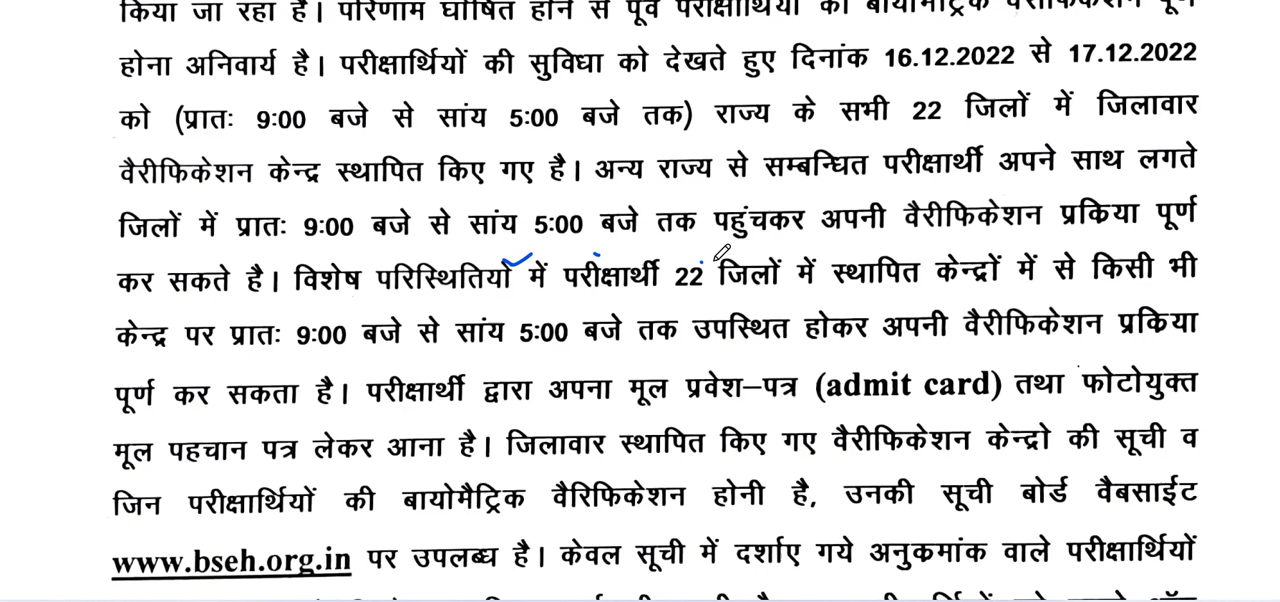 किया जा रहा है। परिणाम घोषित होने से पूर्व परीक्षार्थियों की बायोमैट्रिक वैरीफिकेशन पूर्ण
होना अनिवार्य है। परीक्षार्थियों की सुविधा को देखते हुए दिनांक 16.12.2022 से 17.12.2022
को (प्रातः 9:00 बजे से सांय 5:00 बजे तक) राज्य के सभी 22 जिलों में जिलावार
वैरीफिकेशन केन्द्र स्थापित किए गए है। अन्य राज्य से सम्बन्धित परीक्षार्थी अपने साथ लगते
जिलों में प्रातः 9:00 बजे से सांय 5:00 बजे तक पहुंचकर अपनी वैरीफिकेशन प्रकिया पूर्ण
कर सकते है। विशेष परिस्थितियों में परीक्षार्थी 22 जिलों में स्थापित केन्द्रों में से किसी भी
केन्द्र पर प्रातः 9:00 बजे से सांय 5:00 बजे तक उपस्थित होकर अपनी वैरीफिकेशन प्रकिया
पूर्ण कर सकता है। परीक्षार्थी द्वारा अपना मूल प्रवेश–पत्र (admit card) तथा फोटोयुक्त
मूल पहचान पत्र लेकर आना है। जिलावार स्थापित किए गए वैरीफिकेशन केन्द्रो की सूची व
जिन परीक्षार्थियों की बायोमैट्रिक वैरिफिकेशन होनी है, उनकी सूची बोर्ड वैबसाईट
www.bseh.org.in पर उपलब्ध है। केवल सूची में दर्शाए गये अनुकमांक वाले परीक्षार्थियों